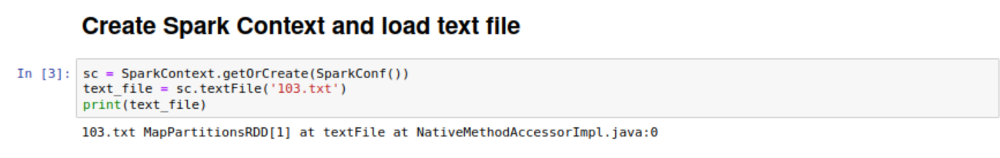 Create Spark Context and load text file
In [3]: sc = SparkContext.getOrCreate(SparkConf())
text_file = sc.textFile('103.txt')
print(text_file)
103.txt MapPartitionsRDD[1] at textFile at NativeMethodAccessorImpl.java:0